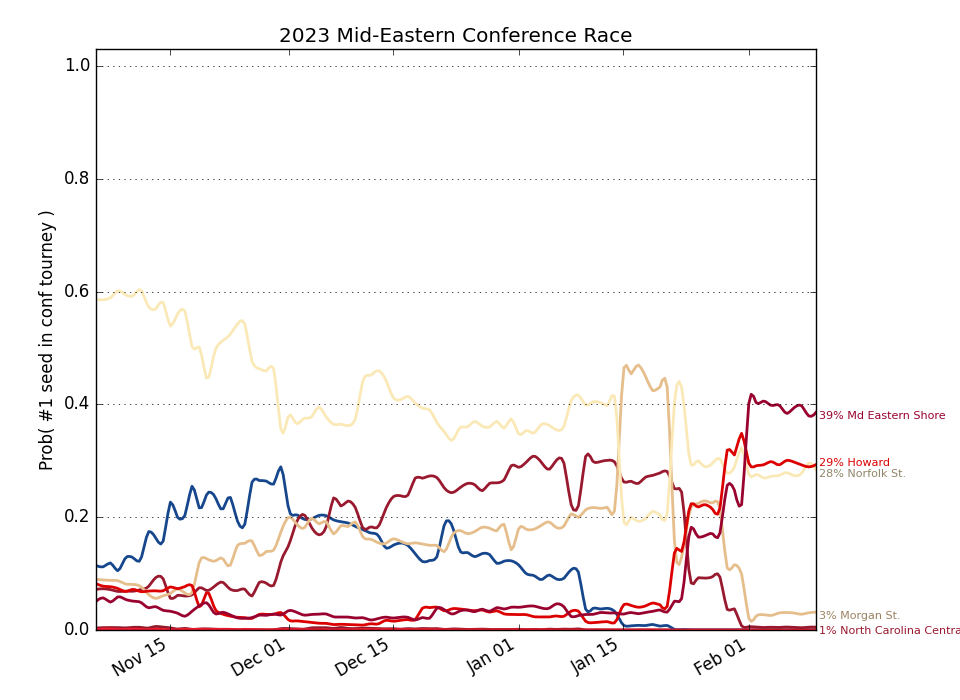 2023 Mid-Eastern Conference Race
Prob( #1 seed in conf tourney )
1.0
0.8
0.6
0.4
0.2
0.0
Nov 15
Dec 01
Dec 15
Jan 01
Jan 15
Feb 01
39% Md Eastern Shore
29% Howard
28% Norfolk St.
3% Morgan St.
1% North Carolina Centra